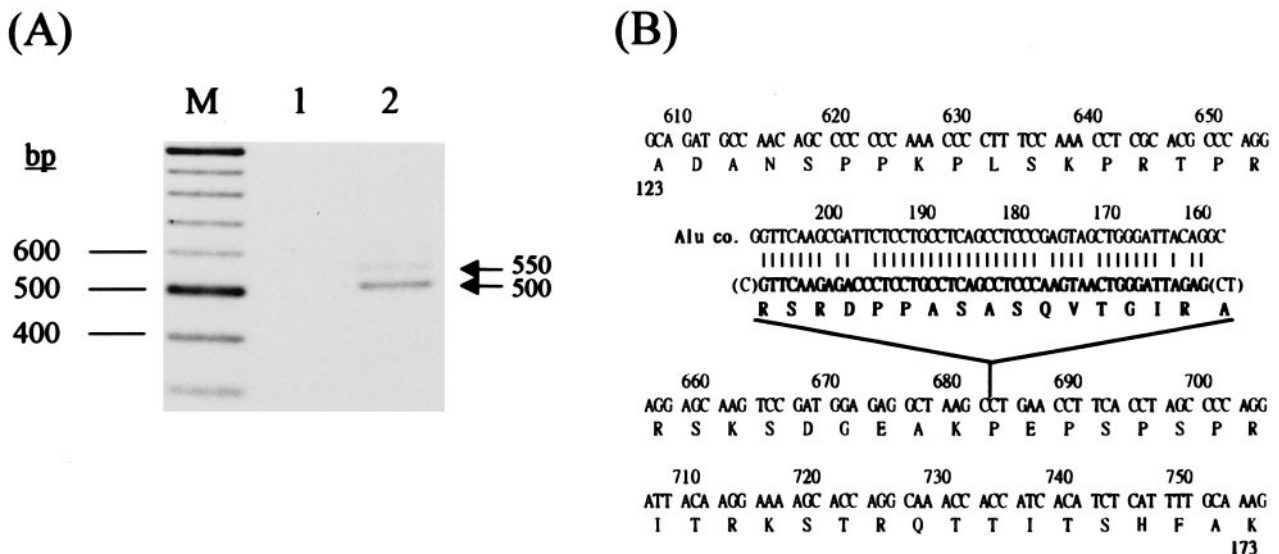 (A)
M 1 2
bp
600
500
400
550
500
(B)
610 620 630 640 650
GCA GAT GCC AAC AGC CCC CCC AAA CCC CTT TCC AAA CCT CGC ACG CCC AGG
A D A N S P P K P L S K P R T P R
123
200 190 180 170 160
Alu co. GGTTCAAGCGATTCTCCTGCCTCAGCCTCCCGAGTAGCTGGGATTACAGGC
(C)GTTCAAGAGACCCTCCTGCCTCAGCCTCCCAAGTAACTGGGATTAGAG(CT)
R S R D P P A S A S Q V T G I R A
660 670 680 690 700
AGG AGC AAG TCC GAT GGA GAG GCT AAG CCT GAA CCT TCA CCT AGC CCC AGG
R S K S D G E A K P E P S P S P R
710 720 730 740 750
ATT ACA AGG AAA AGC ACC AGG CAA ACC ACC ATC ACA TCT CAT TTT GCA AAG
I T R K S T R Q T T I T S H F A K
173